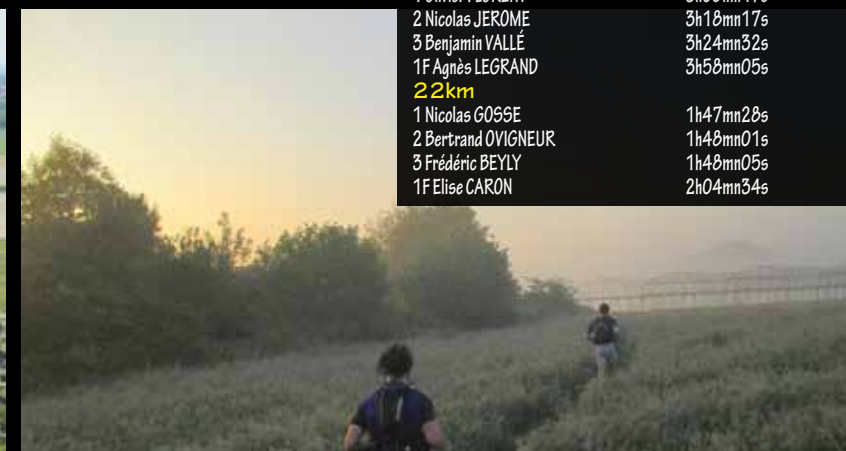 2 Nicolas JEROME 3h18mn17s
3 Benjamin VALLÉ 3h24mn32s
1F Agnès LEGRAND 3h58mn05s
22km
1 Nicolas GOSSE 1h47mn28s
2 Bertrand OVIGNEUR 1h48mn01s
3 Frédéric BEYLY 1h48mn05s
1F Elise CARON 2h04mn34s